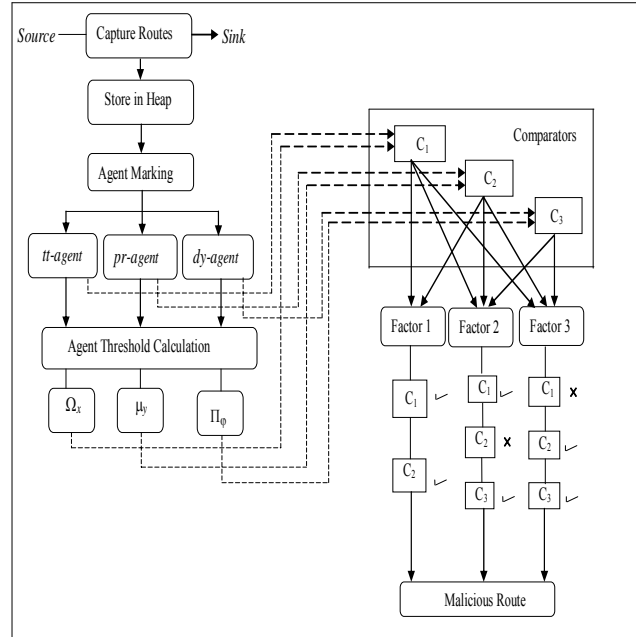 Source
Capture Routes
Sink
Store in Heap
Agent Marking
tt-agent
pr-agent
dy-agent
Agent Threshold Calculation
Ωx
μy
Πφ
Comparators
C1
C2
C3
Factor 1
Factor 2
Factor 3
C1 ✓
C2 ✓
C1 ✓
C2 x
C3 ✓
C1 x
C2 ✓
C3 ✓
Malicious Route